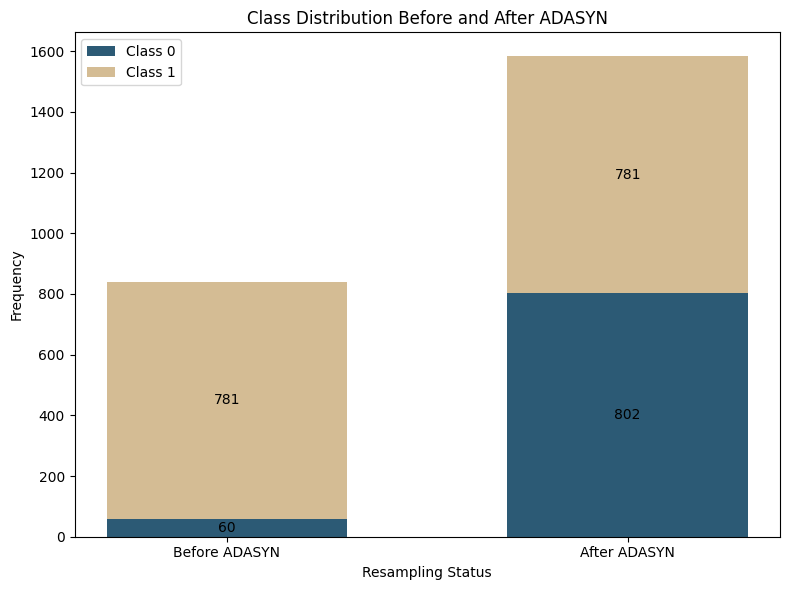 Class Distribution Before and After ADASYN
Class 0
Class 1
Frequency
1600
1400
1200
1000
800
600
400
200
0
781
60
781
802
Before ADASYN
After ADASYN
Resampling Status